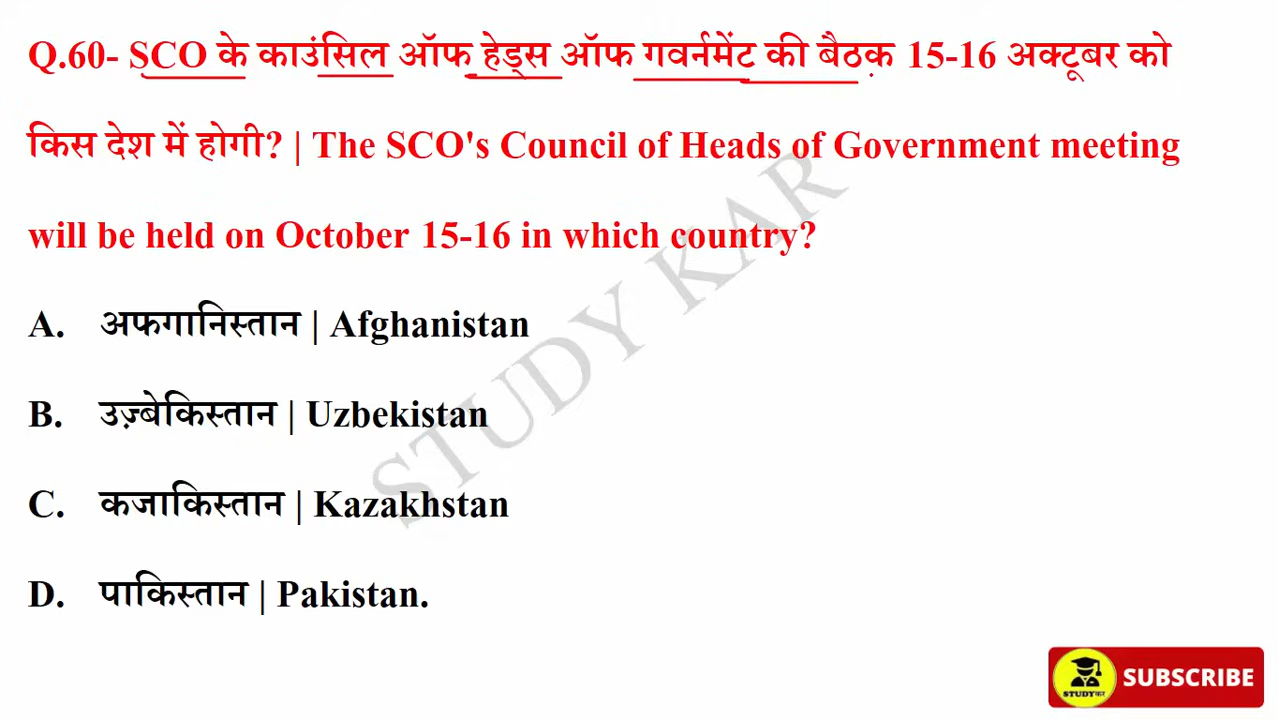 Q.60- SCO के काउंसिल ऑफ हेड्स ऑफ गवर्नमेंट की बैठक 15-16 अक्टूबर को
किस देश में होगी? | The SCO's Council of Heads of Government meeting
will be held on October 15-16 in which country?
A. अफगानिस्तान | Afghanistan
B. उज़्बेकिस्तान | Uzbekistan
C. कजाकिस्तान | Kazakhstan
D. पाकिस्तान | Pakistan.
STUDY KAR
STUDYकर
SUBSCRIBE